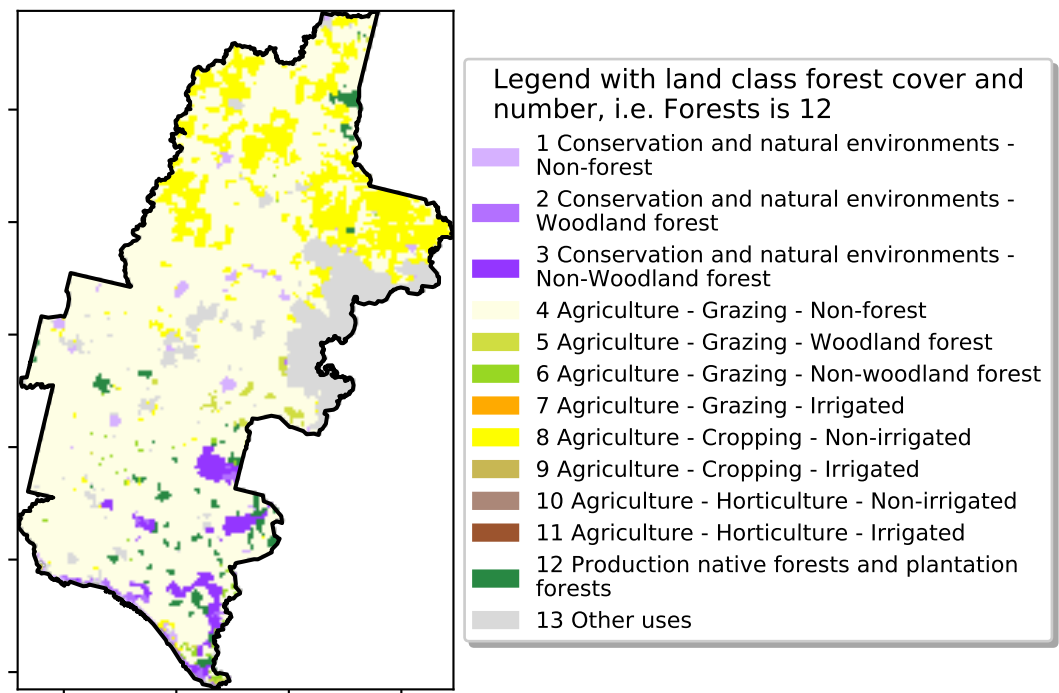 Legend with land class forest cover and
number, i.e. Forests is 12
1 Conservation and natural environments -
Non-forest
2 Conservation and natural environments -
Woodland forest
3 Conservation and natural environments -
Non-Woodland forest
4 Agriculture - Grazing - Non-forest
5 Agriculture - Grazing - Woodland forest
6 Agriculture - Grazing - Non-woodland forest
7 Agriculture - Grazing - Irrigated
8 Agriculture - Cropping - Non-irrigated
9 Agriculture - Cropping - Irrigated
10 Agriculture - Horticulture - Non-irrigated
11 Agriculture - Horticulture - Irrigated
12 Production native forests and plantation
forests
13 Other uses